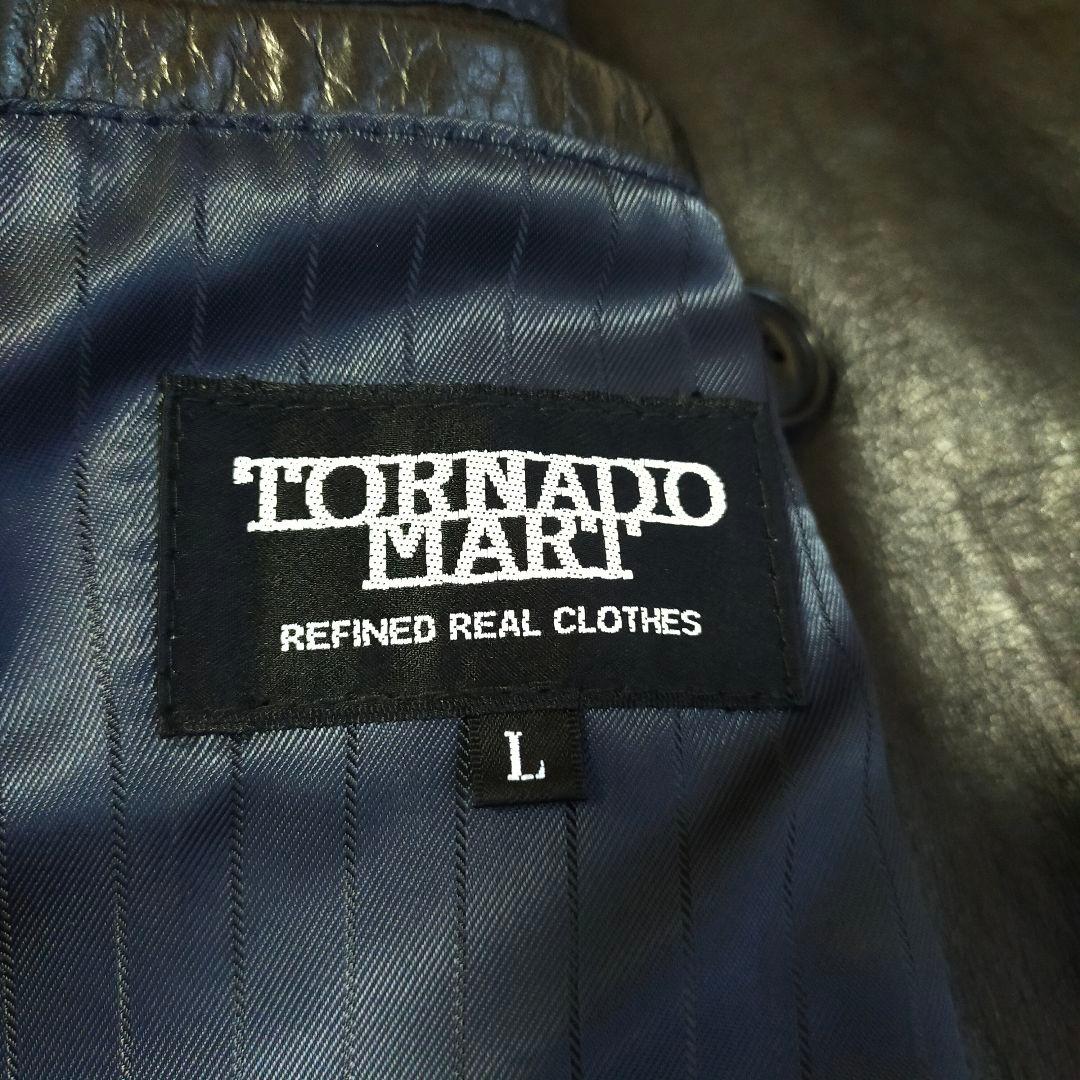 TORNADO
MART
REFINED REAL CLOTHES
L